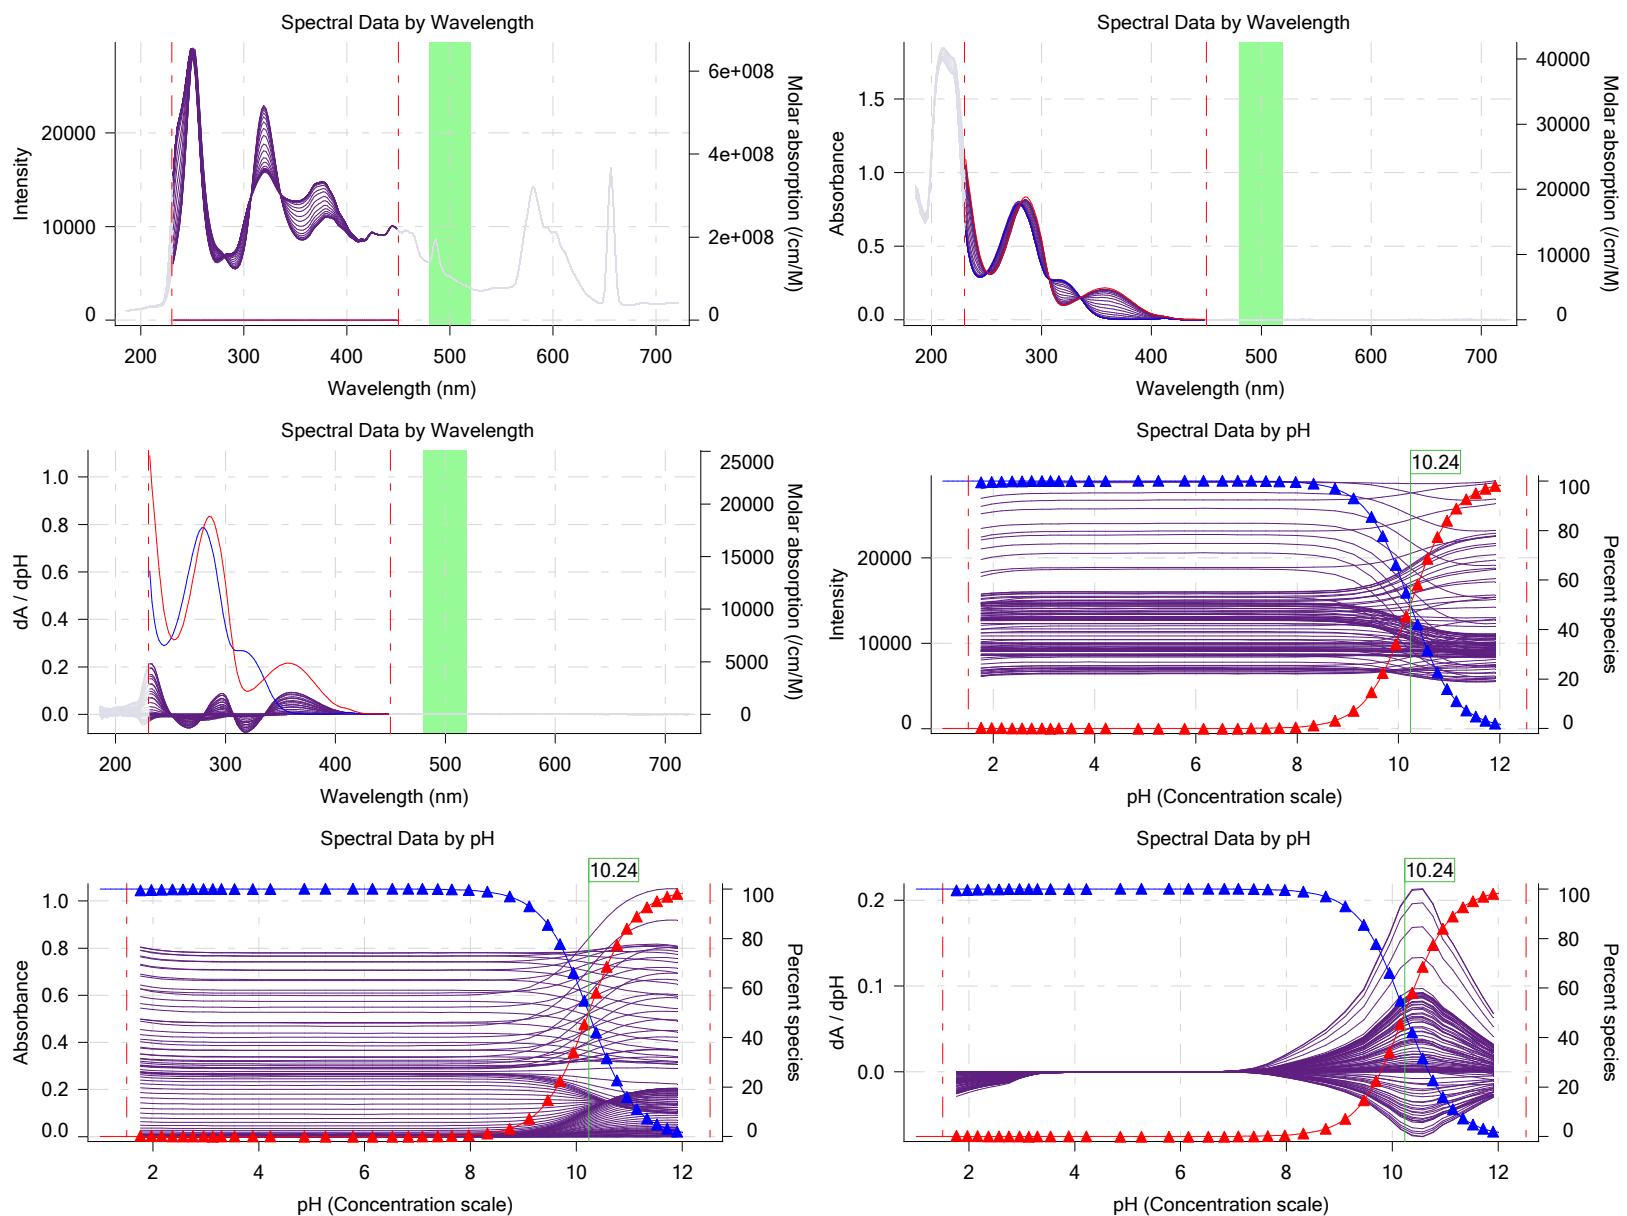 Spectral Data by Wavelength
Intensity
20000
10000
0
6e+008
4e+008
2e+008
0
Molar absorption (/cm/M)
200 300 400 500 600 700
Wavelength (nm)
Spectral Data by Wavelength
Absorbance
1.5
1.0
0.5
0.0
40000
30000
20000
10000
0
Molar absorption (/cm/M)
200 300 400 500 600 700
Wavelength (nm)
Spectral Data by Wavelength
dA / dpH
1.0
0.8
0.6
0.4
0.2
0.0
25000
20000
15000
10000
5000
0
Molar absorption (/cm/M)
200 300 400 500 600 700
Wavelength (nm)
Spectral Data by pH
10.24
Intensity
20000
10000
0
100
80
60
40
20
0
Percent species
2 4 6 8 10 12
pH (Concentration scale)
Spectral Data by pH
10.24
Absorbance
1.0
0.8
0.6
0.4
0.2
0.0
100
80
60
40
20
0
Percent species
2 4 6 8 10 12
pH (Concentration scale)
Spectral Data by pH
10.24
dA / dpH
0.2
0.1
0.0
100
80
60
40
20
0
Percent species
2 4 6 8 10 12
pH (Concentration scale)